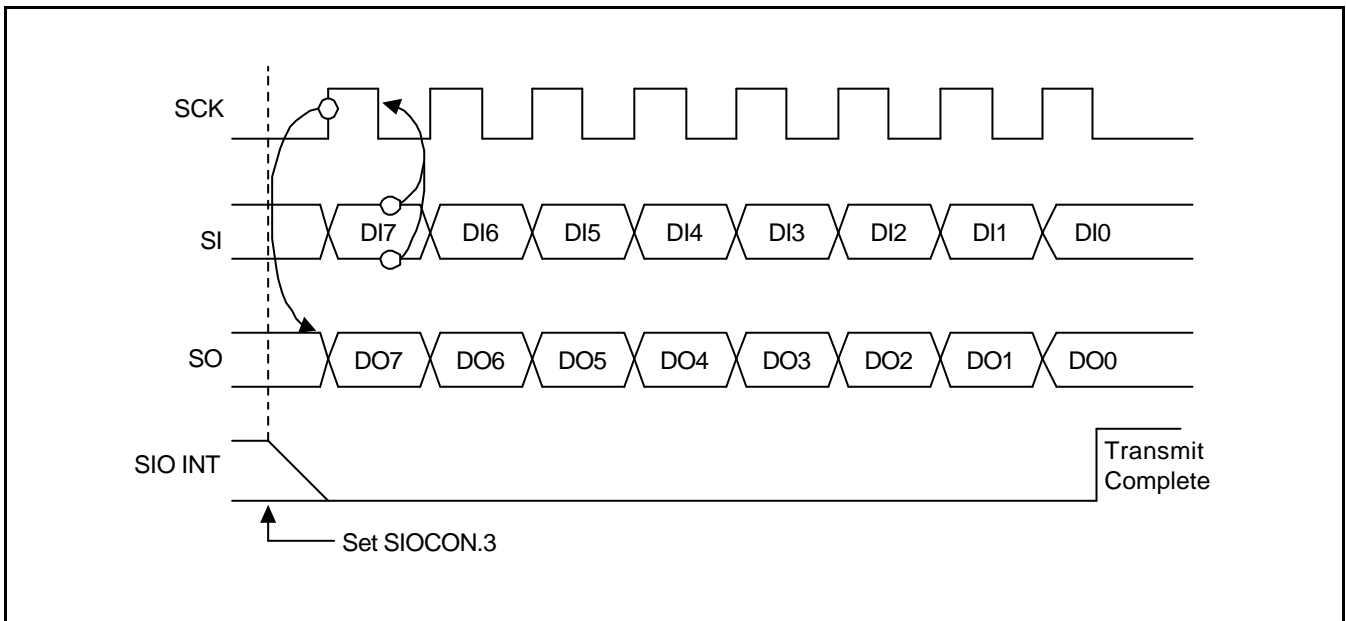 SCK
SI DI7 DI6 DI5 DI4 DI3 DI2 DI1 DI0
SO DO7 DO6 DO5 DO4 DO3 DO2 DO1 DO0
SIO INT
Transmit
Complete
Set SIOCON.3